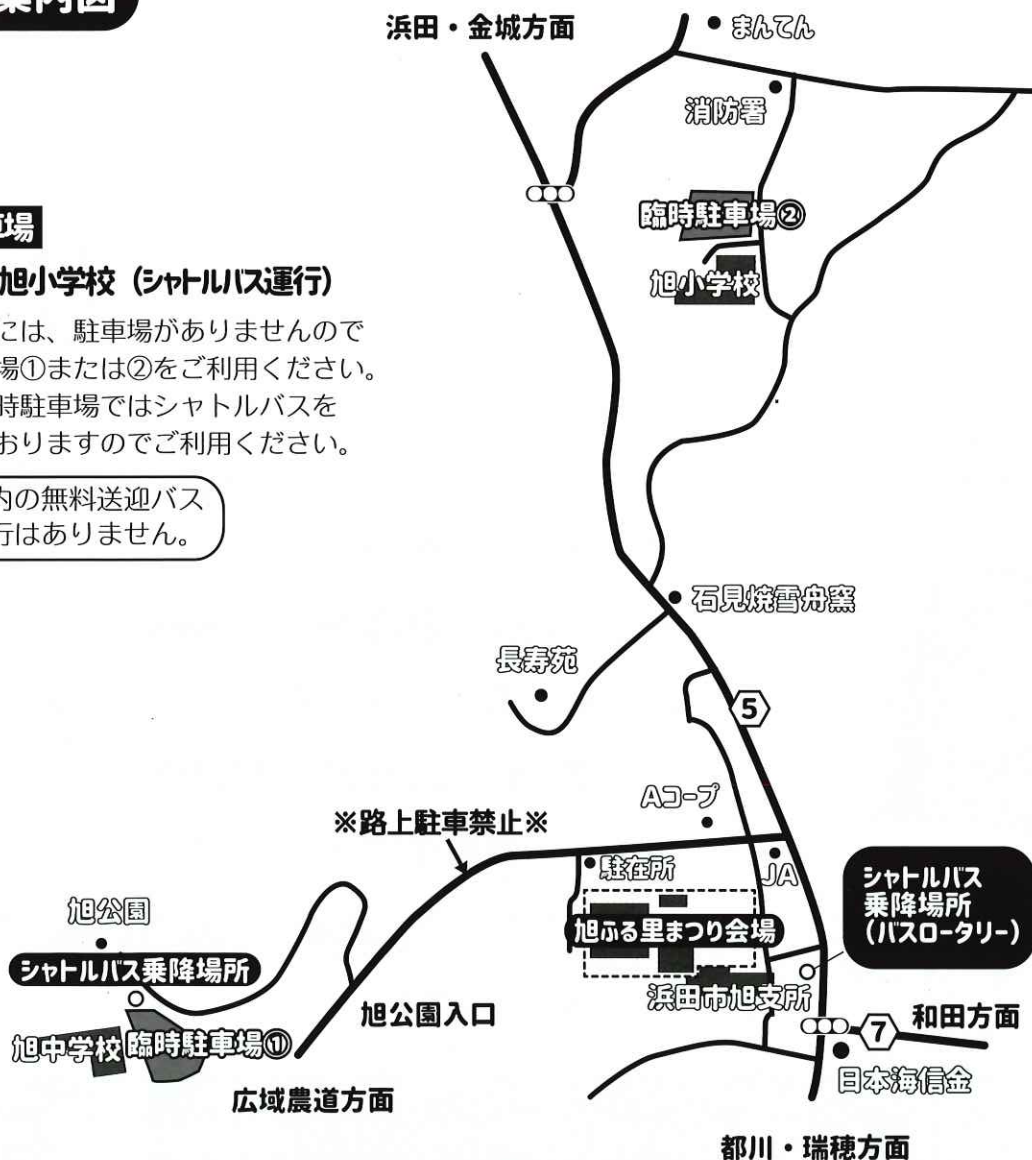 案内図
浜田・金城方面
まんてん
消防署
車場
臨時駐車場②
旭小学校（シャトルバス運行）
旭小学校
には、駐車場がありませんので
場①または②をご利用ください。
時駐車場ではシャトルバスを
おりますのでご利用ください。
内の無料送迎バス
行はありません。
石見焼雪舟窯
長寿苑
5
Aコープ
※路上駐車禁止※
駐在所
JA
シャトルバス
乗降場所
(バスロータリー)
旭公園
旭ふる里まつり会場
シャトルバス乗降場所
浜田市旭支所
旭公園入口
和田方面
7
旭中学校
臨時駐車場①
日本海信金
広域農道方面
都川・瑞穂方面